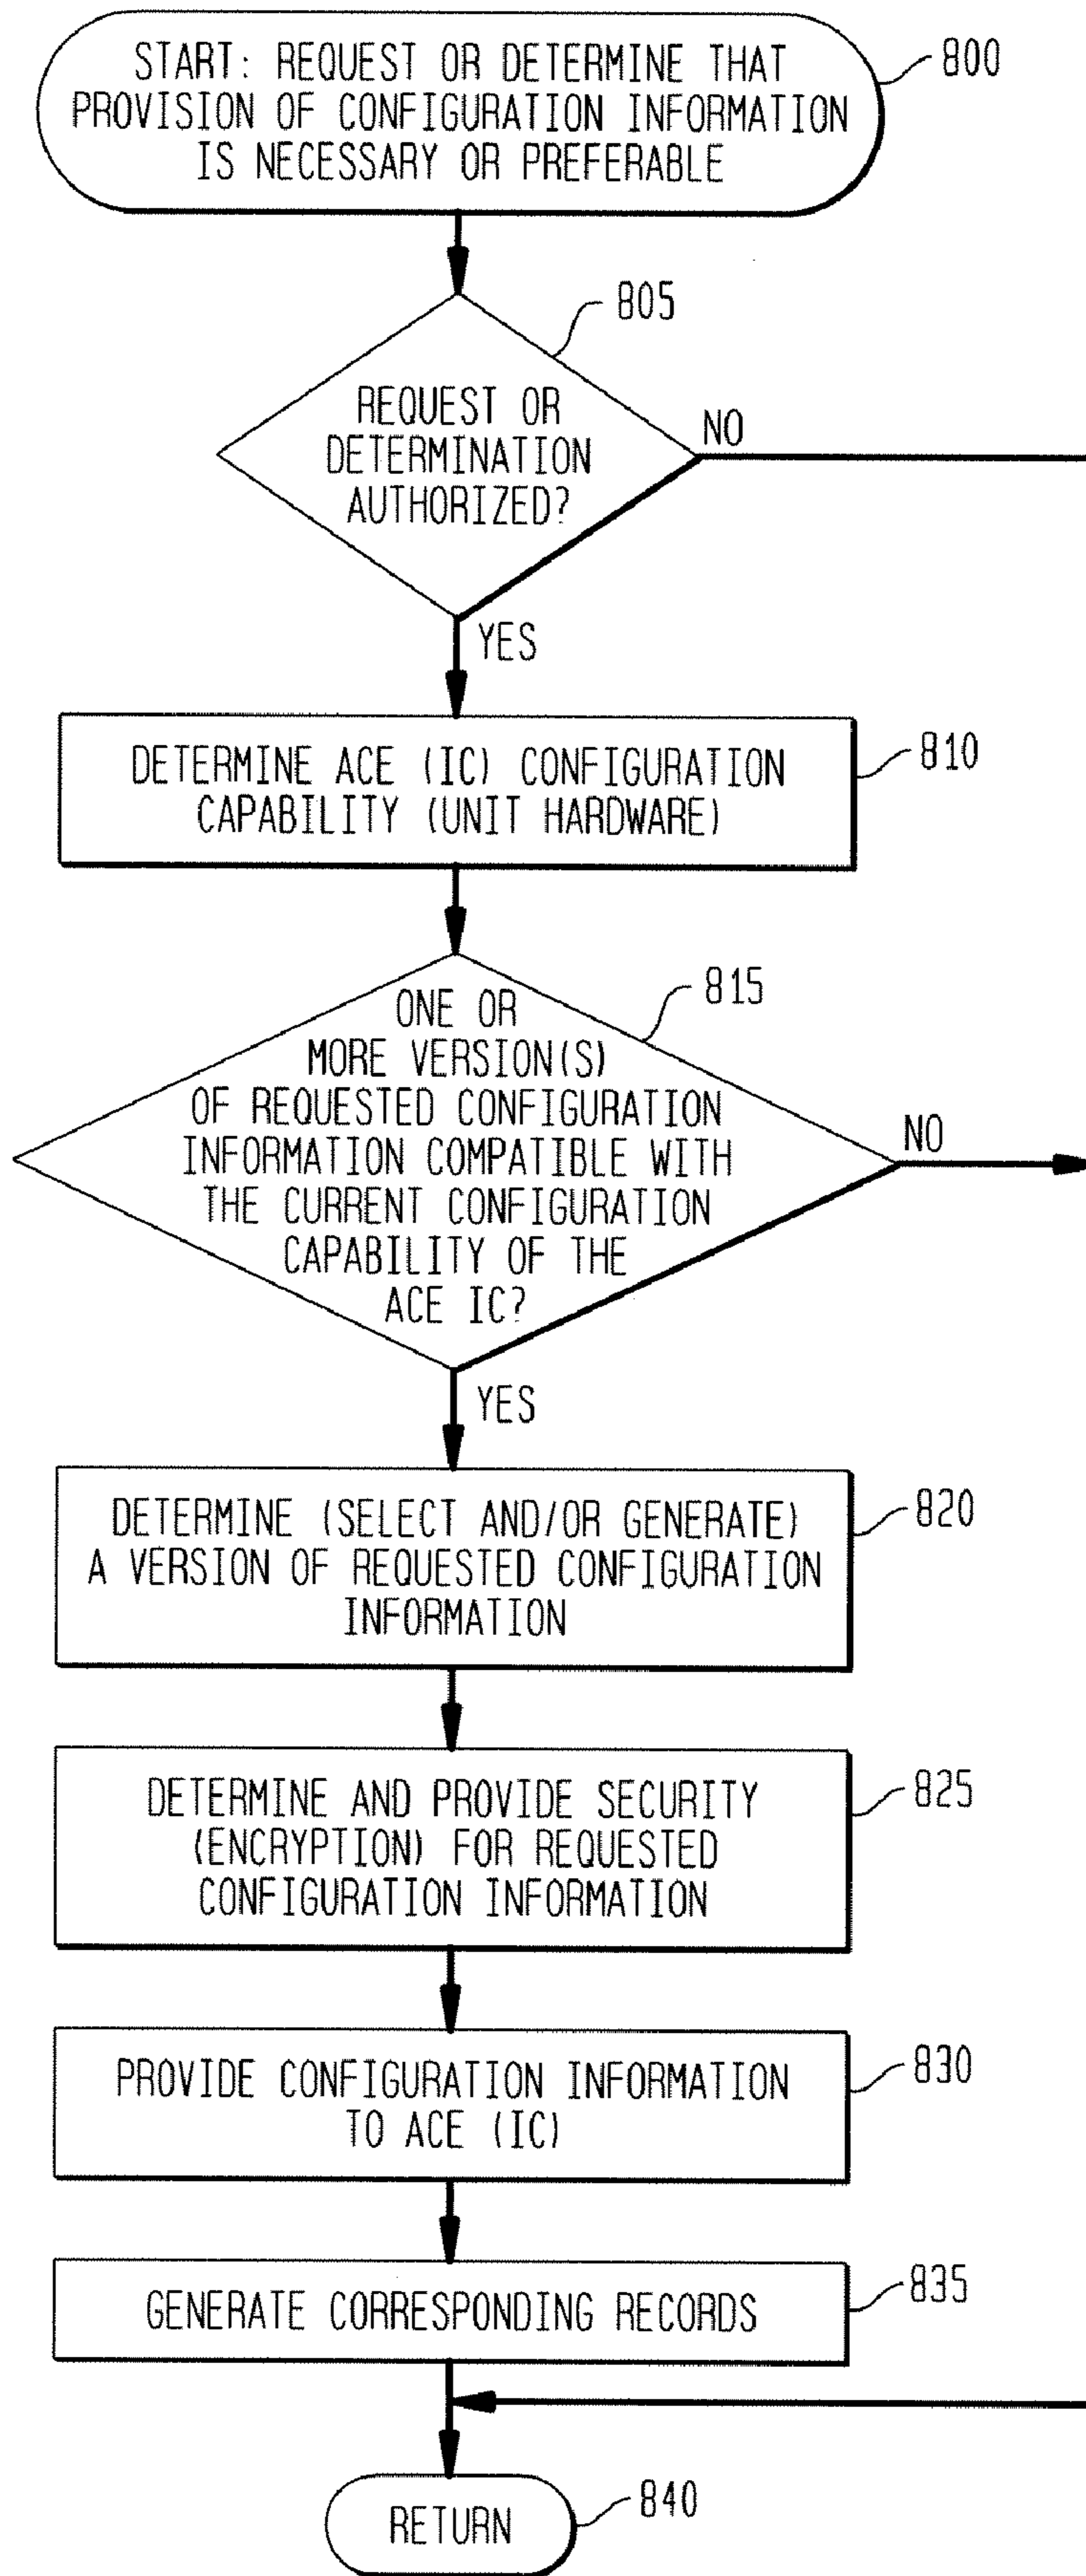 START: REQUEST OR DETERMINE THAT
PROVISION OF CONFIGURATION INFORMATION
IS NECESSARY OR PREFERABLE
800
805
REQUEST OR
DETERMINATION
AUTHORIZED?
NO
YES
DETERMINE ACE (IC) CONFIGURATION
CAPABILITY (UNIT HARDWARE)
810
815
ONE OR
MORE VERSION(S)
OF REQUESTED CONFIGURATION
INFORMATION COMPATIBLE WITH
THE CURRENT CONFIGURATION
CAPABILITY OF THE
ACE IC?
NO
YES
DETERMINE (SELECT AND/OR GENERATE)
A VERSION OF REQUESTED CONFIGURATION
INFORMATION
820
DETERMINE AND PROVIDE SECURITY
(ENCRYPTION) FOR REQUESTED
CONFIGURATION INFORMATION
825
PROVIDE CONFIGURATION INFORMATION
TO ACE (IC)
830
GENERATE CORRESPONDING RECORDS
835
RETURN
840